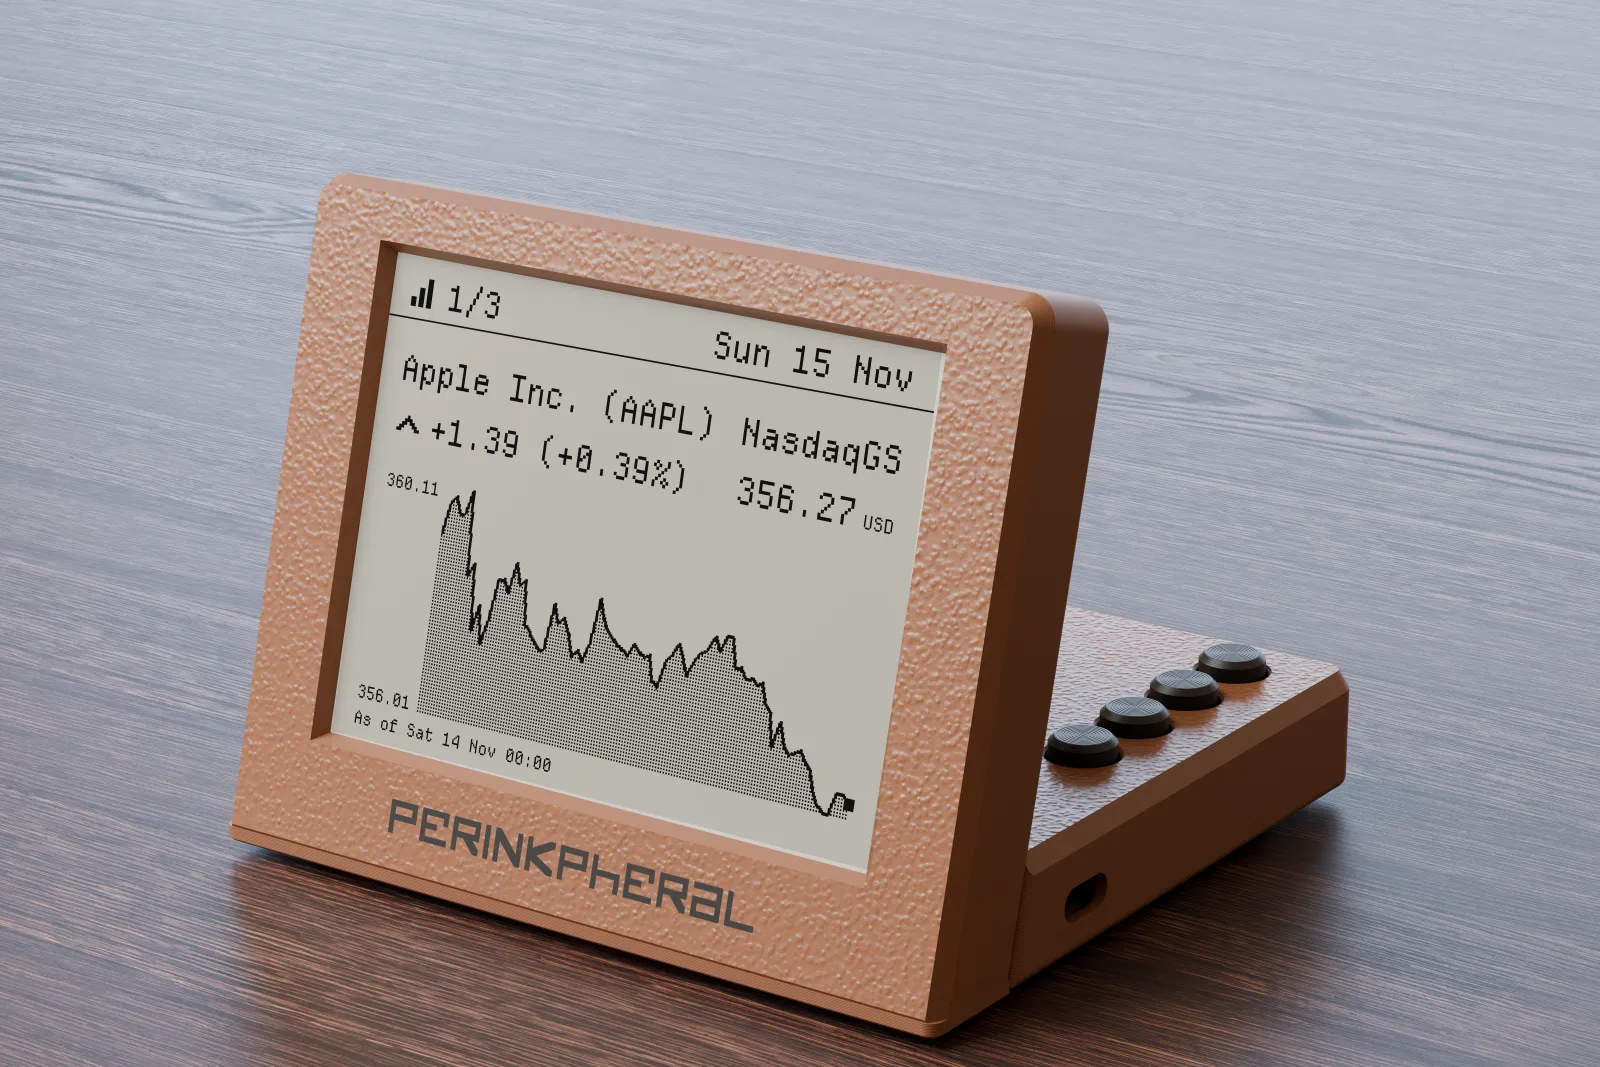 1/3
Sun 15 Nov
Apple Inc. (AAPL) NasdaqGS
+1.39 (+0.39%) 356.27 USD
360.11
356.01
As of Sat 14 Nov 00:00
PERINKPhERaL